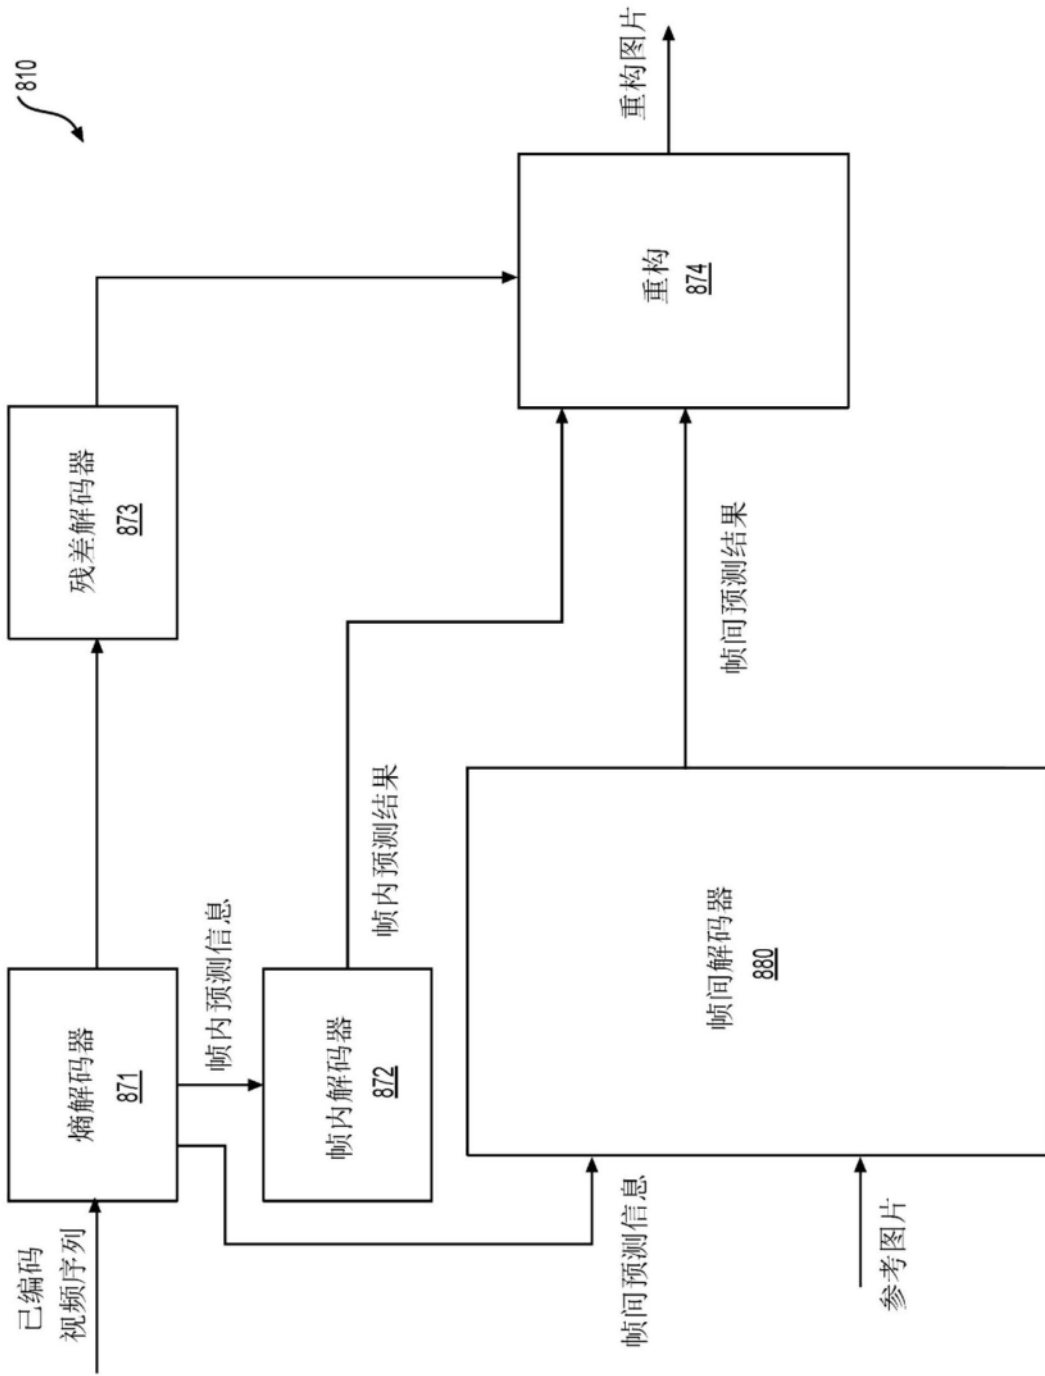 810
已编码
视频序列
熵解码器
871
残差解码器
873
帧内预测信息
帧内解码器
872
帧内预测结果
重构
874
重构图片
帧间预测信息
参考图片
帧间解码器
880
帧间预测结果